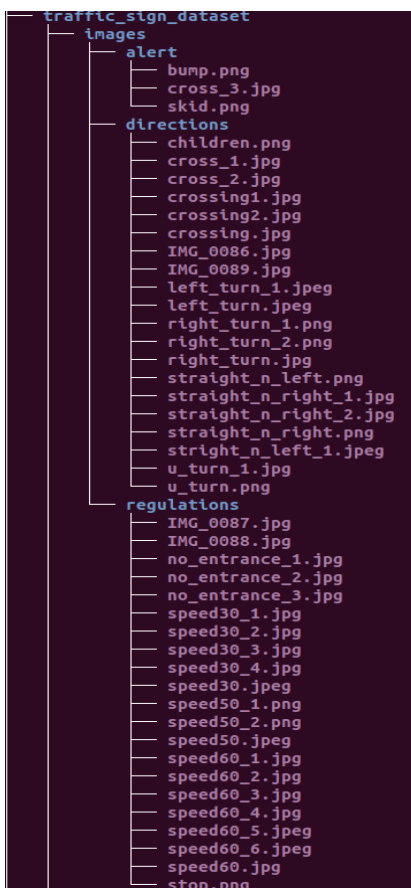 traffic_sign_dataset
images
alert
bump.png
cross_3.jpg
skid.png
directions
children.png
cross_1.jpg
cross_2.jpg
crossing1.jpg
crossing2.jpg
crossing.jpg
IMG_0086.jpg
IMG_0089.jpg
left_turn_1.jpeg
left_turn.jpeg
right_turn_1.png
right_turn_2.png
right_turn.jpg
straight_n_left.png
straight_n_right_1.jpg
straight_n_right_2.jpg
straight_n_right.png
stright_n_left_1.jpeg
u_turn_1.jpg
u_turn.png
regulations
IMG_0087.jpg
IMG_0088.jpg
no_entrance_1.jpg
no_entrance_2.jpg
no_entrance_3.jpg
speed30_1.jpg
speed30_2.jpg
speed30_3.jpg
speed30_4.jpg
speed30.jpeg
speed50_1.png
speed50_2.png
speed50.jpeg
speed60_1.jpg
speed60_2.jpg
speed60_3.jpg
speed60_4.jpg
speed60_5.jpeg
speed60_6.jpeg
speed60.jpg
stop.png